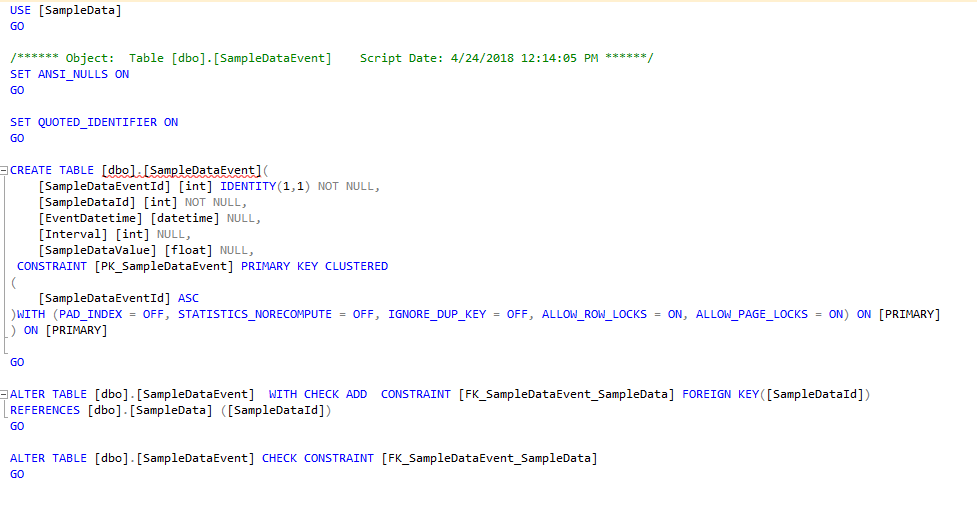 USE [SampleData]
GO
/****** Object:  Table [dbo].[SampleDataEvent]    Script Date: 4/24/2018 12:14:05 PM ******/
SET ANSI_NULLS ON
GO
SET QUOTED_IDENTIFIER ON
GO
CREATE TABLE [dbo].[SampleDataEvent](
    [SampleDataEventId] [int] IDENTITY(1,1) NOT NULL,
    [SampleDataId] [int] NOT NULL,
    [EventDatetime] [datetime] NULL,
    [Interval] [int] NULL,
    [SampleDataValue] [float] NULL,
 CONSTRAINT [PK_SampleDataEvent] PRIMARY KEY CLUSTERED
(
    [SampleDataEventId] ASC
)WITH (PAD_INDEX = OFF, STATISTICS_NORECOMPUTE = OFF, IGNORE_DUP_KEY = OFF, ALLOW_ROW_LOCKS = ON, ALLOW_PAGE_LOCKS = ON) ON [PRIMARY]
) ON [PRIMARY]
GO
ALTER TABLE [dbo].[SampleDataEvent]  WITH CHECK ADD  CONSTRAINT [FK_SampleDataEvent_SampleData] FOREIGN KEY([SampleDataId])
REFERENCES [dbo].[SampleData] ([SampleDataId])
GO
ALTER TABLE [dbo].[SampleDataEvent] CHECK CONSTRAINT [FK_SampleDataEvent_SampleData]
GO